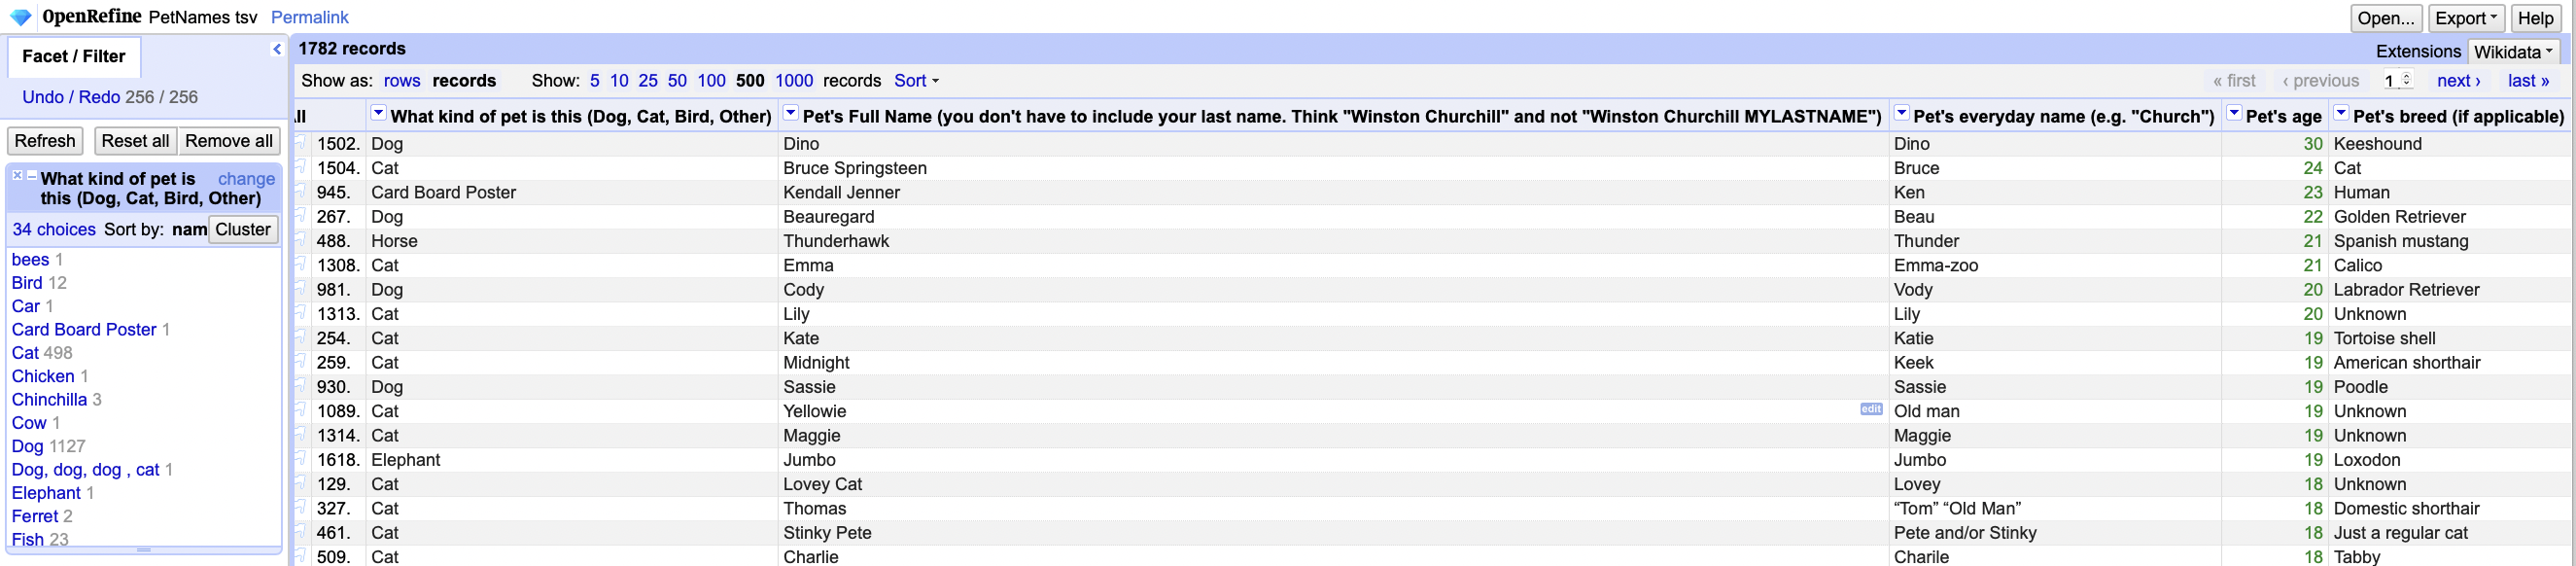 OpenRefine PetNames tsv Permalink Open... Export Help
Facet / Filter 1782 records Extensions Wikidata
Undo / Redo 256 / 256 Show as: rows records Show: 5 10 25 50 100 500 1000 records Sort « first ‹ previous 1 next › last »
Refresh Reset all Remove all
What kind of pet is this (Dog, Cat, Bird, Other) change
34 choices Sort by: nam Cluster
bees 1
Bird 12
Car 1
Card Board Poster 1
Cat 498
Chicken 1
Chinchilla 3
Cow 1
Dog 1127
Dog, dog, dog , cat 1
Elephant 1
Ferret 2
Fish 23
ll What kind of pet is this (Dog, Cat, Bird, Other) Pet's Full Name (you don't have to include your last name. Think "Winston Churchill" and not "Winston Churchill MYLASTNAME") Pet's everyday name (e.g. "Church") Pet's age Pet's breed (if applicable)
1502. Dog Dino Dino 30 Keeshound
1504. Cat Bruce Springsteen Bruce 24 Cat
945. Card Board Poster Kendall Jenner Ken 23 Human
267. Dog Beauregard Beau 22 Golden Retriever
488. Horse Thunderhawk Thunder 21 Spanish mustang
1308. Cat Emma Emma-zoo 21 Calico
981. Dog Cody Vody 20 Labrador Retriever
1313. Cat Lily Lily 20 Unknown
254. Cat Kate Katie 19 Tortoise shell
259. Cat Midnight Keek 19 American shorthair
930. Dog Sassie Sassie 19 Poodle
1089. Cat Yellowie edit Old man 19 Unknown
1314. Cat Maggie Maggie 19 Unknown
1618. Elephant Jumbo Jumbo 19 Loxodon
129. Cat Lovey Cat Lovey 18 Unknown
327. Cat Thomas “Tom” “Old Man” 18 Domestic shorthair
461. Cat Stinky Pete Pete and/or Stinky 18 Just a regular cat
509. Cat Charlie Charile 18 Tabby